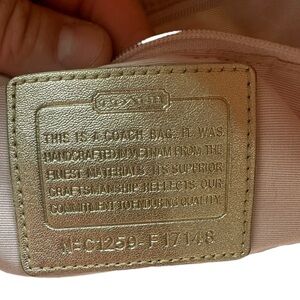 COACH
THIS IS A COACH BAG. IT WAS
HANDCRAFTED IN VIETNAM FROM THE
FINEST MATERIALS. ITS SUPERIOR
CRAFTSMANSHIP REFLECTS OUR
COMMITMENT TO ENDURING QUALITY.
Nº C1259-F17148